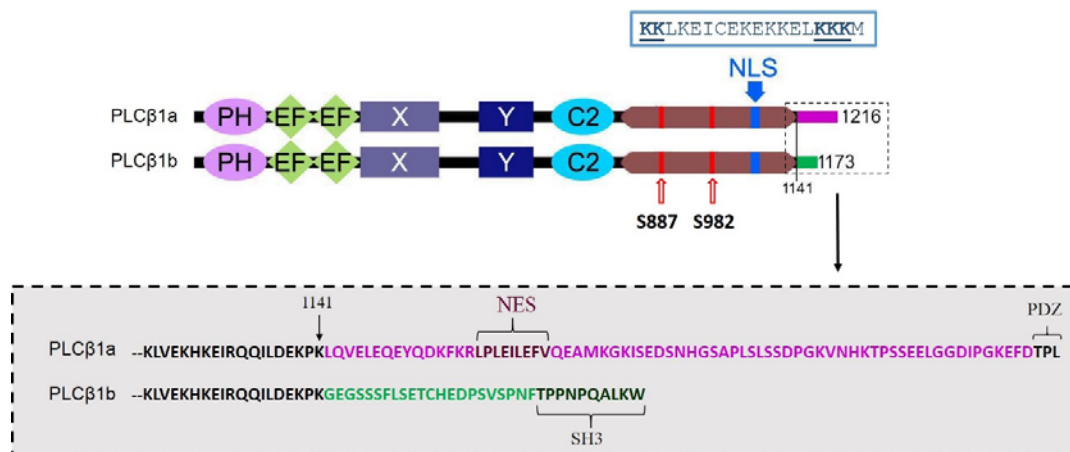 KKLKEICEKEKKELKKKM
NLS
PLCβ1a PH EF EF X Y C2 1216
PLCβ1b PH EF EF X Y C2 1173
1141
S887 S982
1141 NES PDZ
PLCβ1a --KLVEKHKEIRQQILDEKPKLQVELEQEYQDKFKRLPLEILEFVQEAMKGKISEDSNHGSAPLSLSSDPGKVNHKTPSSEELGGDIPGKEFDTPL
PLCβ1b --KLVEKHKEIRQQILDEKPKGEGSSSFLSETCHEDPSVSPNFTPPNPQALKW
SH3